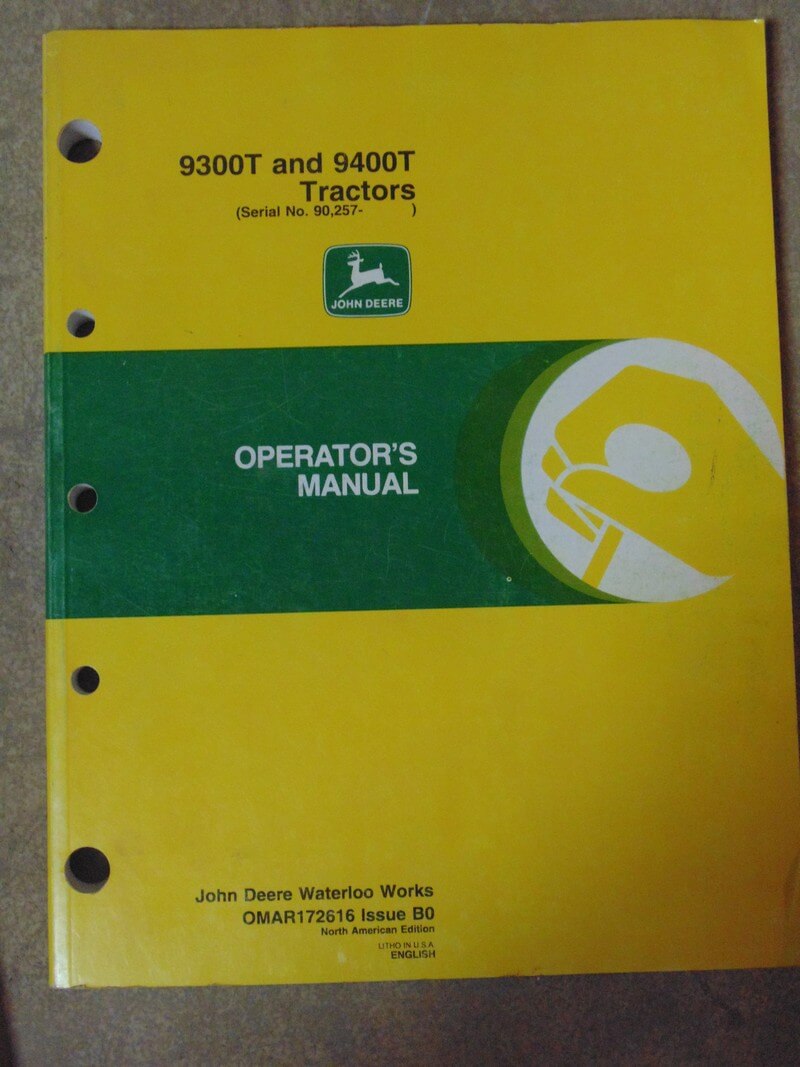 9300T and 9400T
Tractors
(Serial No. 90,257-          )
JOHN DEERE
OPERATOR'S
MANUAL
John Deere Waterloo Works
OMAR172616 Issue B0
North American Edition
LITHO IN U.S.A
ENGLISH